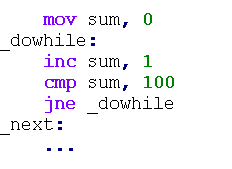 mov sum, 0
_dowhile:
inc sum, 1
cmp sum, 100
jne _dowhile
_next:
...